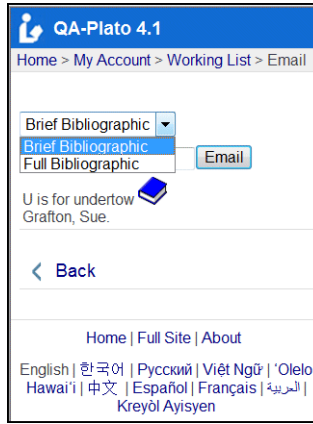 QA-Plato 4.1
Home > My Account > Working List > Email
Brief Bibliographic
Brief Bibliographic
Full Bibliographic
Email
U is for undertow
Grafton, Sue.
Back
Home | Full Site | About
English | 한국어 | Русский | Việt Ngữ | 'Olelo
Hawai'i | 中文 | Español | Français | العربية |
Kreyòl Ayisyen